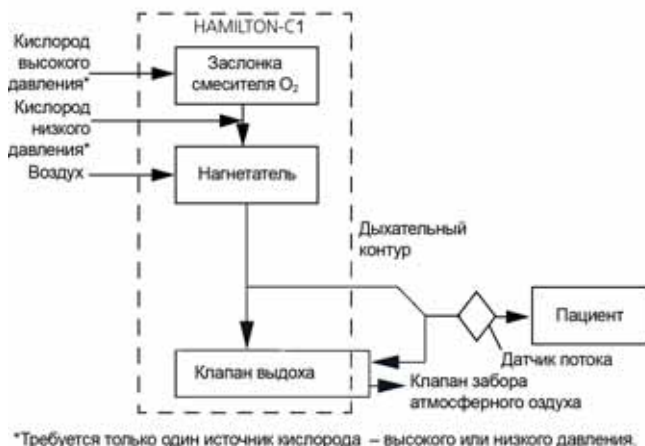 HAMILTON-C1
Кислород
высокого
давления*
Заслонка
смесителя O₂
Кислород
низкого
давления*
Воздух
Нагнетатель
Дыхательный
контур
Пациент
Датчик потока
Клапан выдоха
Клапан забора
атмосферного оздуха
*Требуется только один источник кислорода – высокого или низкого давления.